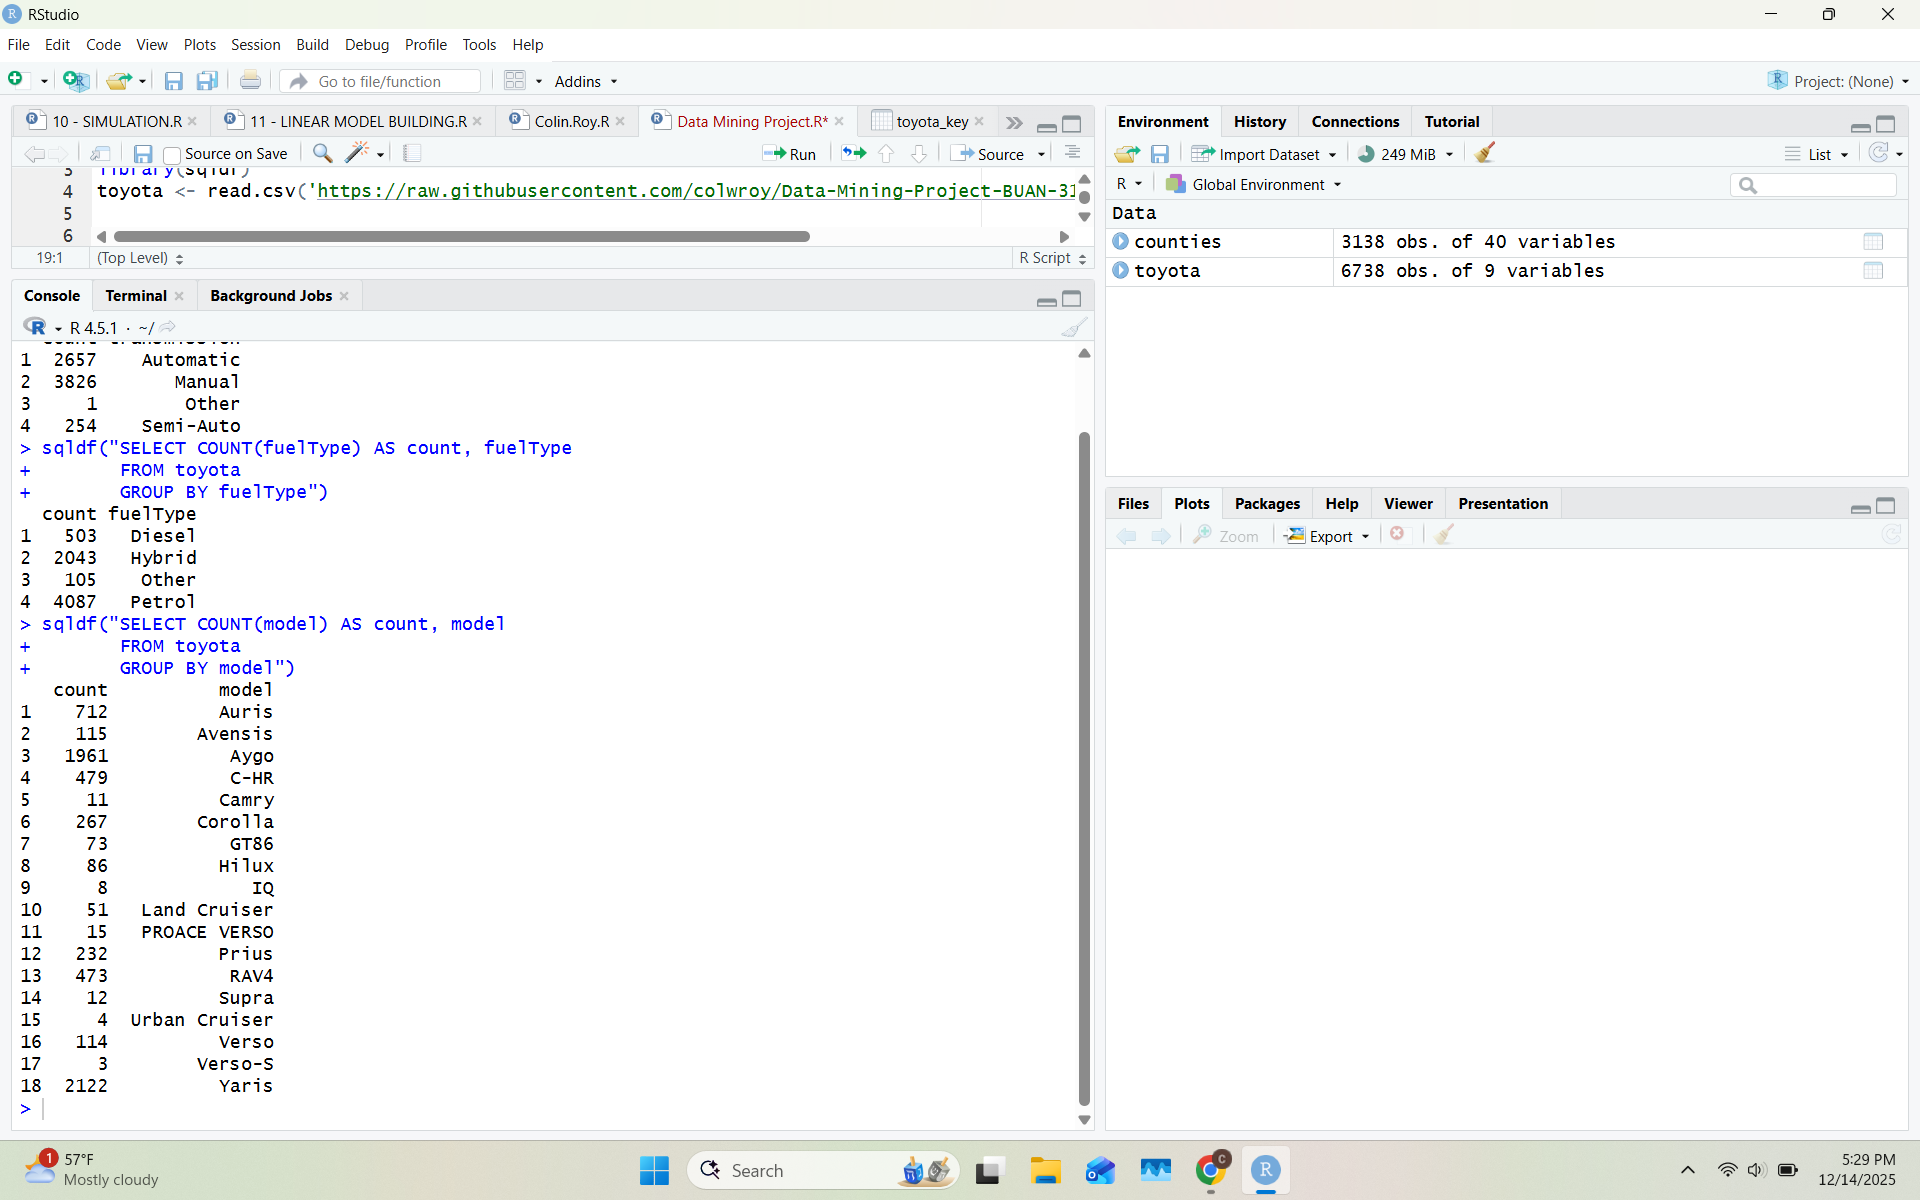 RStudio
File Edit Code View Plots Session Build Debug Profile Tools Help
Go to file/function Addins Project: (None)
10 - SIMULATION.R 11 - LINEAR MODEL BUILDING.R Colin.Roy.R Data Mining Project.R* toyota_key
Source on Save Run Source
3 library(sqldf)
4 toyota <- read.csv('https://raw.githubusercontent.com/colwroy/Data-Mining-Project-BUAN-31
5
6
19:1 (Top Level) R Script
Console Terminal Background Jobs
R 4.5.1 · ~/
count transmission
1 2657 Automatic
2 3826 Manual
3 1 Other
4 254 Semi-Auto
> sqldf("SELECT COUNT(fuelType) AS count, fuelType
+ FROM toyota
+ GROUP BY fuelType")
count fuelType
1 503 Diesel
2 2043 Hybrid
3 105 Other
4 4087 Petrol
> sqldf("SELECT COUNT(model) AS count, model
+ FROM toyota
+ GROUP BY model")
count model
1 712 Auris
2 115 Avensis
3 1961 Aygo
4 479 C-HR
5 11 Camry
6 267 Corolla
7 73 GT86
8 86 Hilux
9 8 IQ
10 51 Land Cruiser
11 15 PROACE VERSO
12 232 Prius
13 473 RAV4
14 12 Supra
15 4 Urban Cruiser
16 114 Verso
17 3 Verso-S
18 2122 Yaris
>
Environment History Connections Tutorial
Import Dataset 249 MiB List
R Global Environment
Data
counties 3138 obs. of 40 variables
toyota 6738 obs. of 9 variables
Files Plots Packages Help Viewer Presentation
Zoom Export
1 57°F
Mostly cloudy
Search
C
R
5:29 PM
12/14/2025